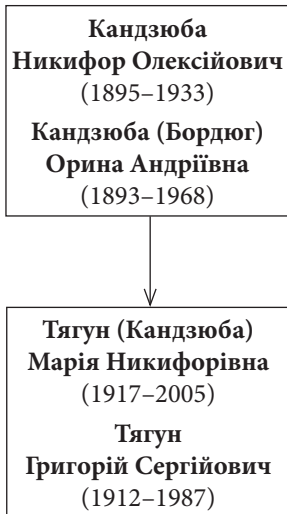 Кандзюба
Никифор Олексійович
(1895–1933)
Кандзюба (Бордюг)
Орина Андріївна
(1893–1968)
Тягун (Кандзюба)
Марія Никифорівна
(1917–2005)
Тягун
Григорій Сергійович
(1912–1987)